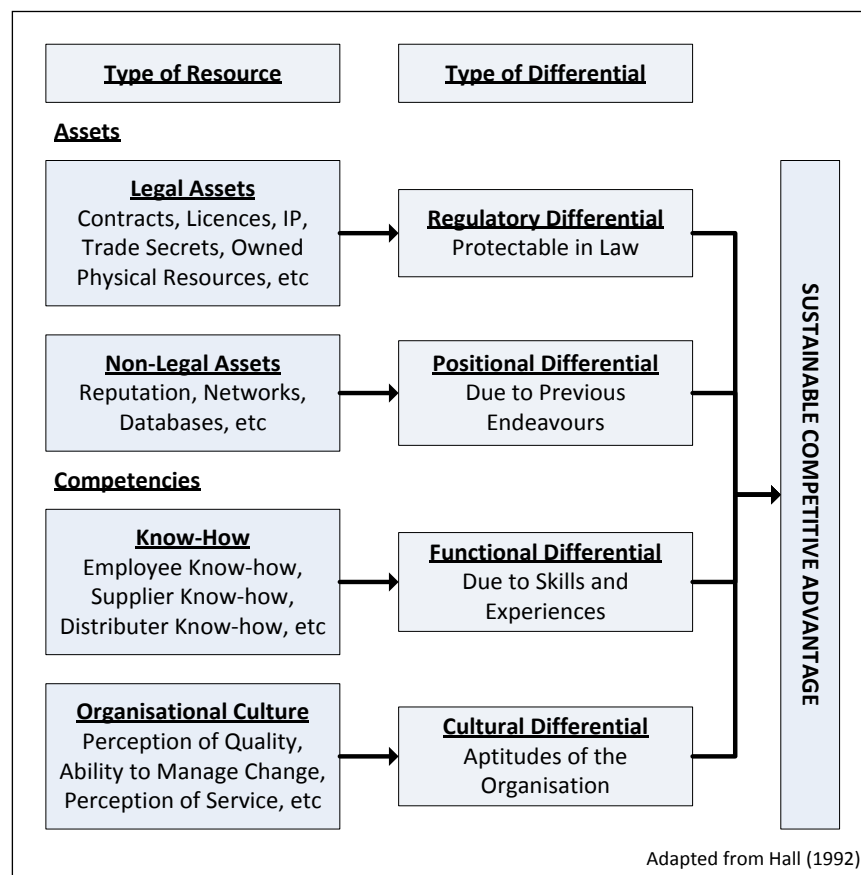 Type of Resource
Type of Differential
Assets
Legal Assets
Contracts, Licences, IP,
Trade Secrets, Owned
Physical Resources, etc
Regulatory Differential
Protectable in Law
Non-Legal Assets
Reputation, Networks,
Databases, etc
Positional Differential
Due to Previous
Endeavours
Competencies
Know-How
Employee Know-how,
Supplier Know-how,
Distributer Know-how, etc
Functional Differential
Due to Skills and
Experiences
Organisational Culture
Perception of Quality,
Ability to Manage Change,
Perception of Service, etc
Cultural Differential
Aptitudes of the
Organisation
SUSTAINABLE COMPETITIVE ADVANTAGE
Adapted from Hall (1992)